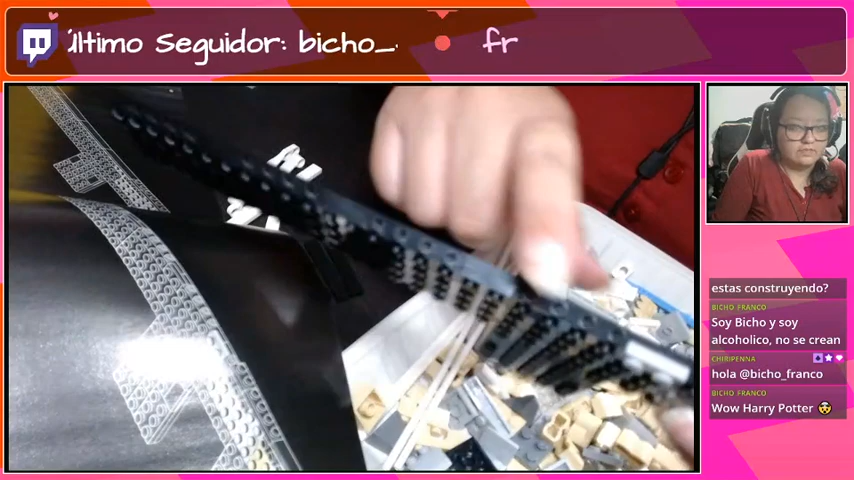 Último Seguidor: bicho_
fr
estas construyendo?
BICHO_FRANCO
Soy Bicho y soy
alcoholico, no se crean
CHIRIPENNA
hola @bicho_franco
BICHO_FRANCO
Wow Harry Potter